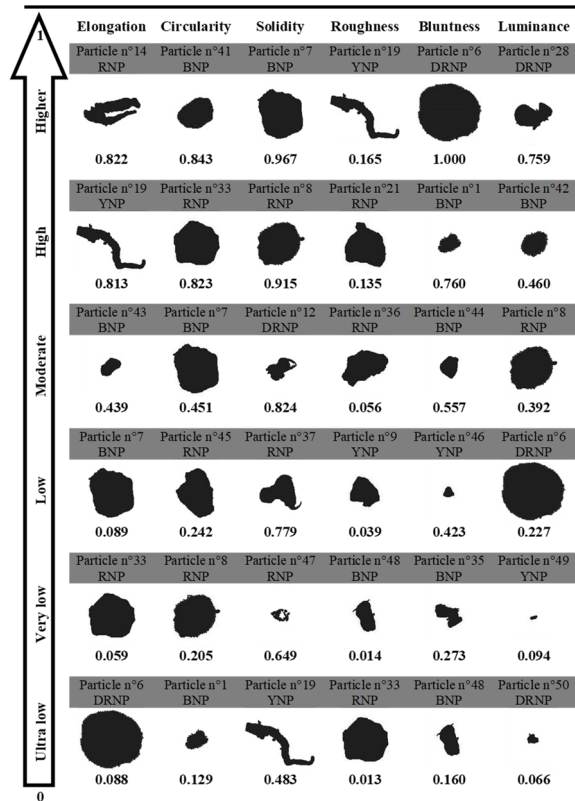 Elongation Circularity Solidity Roughness Bluntness Luminance
1
Higher
Particle n°14 Particle n°41 Particle n°7 Particle n°19 Particle n°6 Particle n°28
RNP BNP BNP YNP DRNP DRNP
0.822 0.843 0.967 0.165 1.000 0.759
High
Particle n°19 Particle n°33 Particle n°8 Particle n°21 Particle n°1 Particle n°42
YNP RNP RNP RNP BNP BNP
0.813 0.823 0.915 0.135 0.760 0.460
Moderate
Particle n°43 Particle n°7 Particle n°12 Particle n°36 Particle n°44 Particle n°8
BNP BNP DRNP RNP BNP RNP
0.439 0.451 0.824 0.056 0.557 0.392
Low
Particle n°7 Particle n°45 Particle n°37 Particle n°9 Particle n°46 Particle n°6
BNP RNP RNP YNP YNP DRNP
0.089 0.242 0.779 0.039 0.423 0.227
Very low
Particle n°33 Particle n°8 Particle n°47 Particle n°48 Particle n°35 Particle n°49
RNP RNP RNP BNP BNP YNP
0.059 0.205 0.649 0.014 0.273 0.094
Ultra low
Particle n°6 Particle n°1 Particle n°19 Particle n°33 Particle n°48 Particle n°50
DRNP BNP YNP RNP BNP DRNP
0.088 0.129 0.483 0.013 0.160 0.066
0